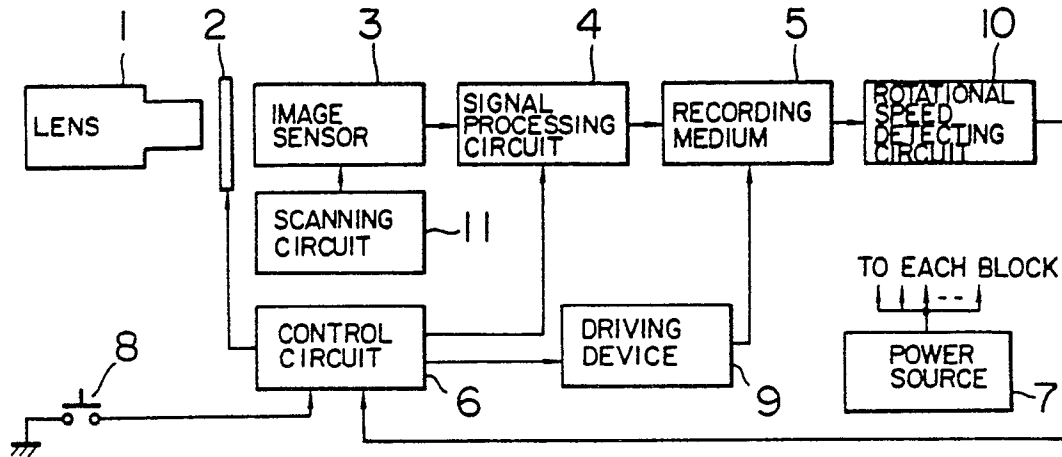 1
2
3
4
5
10
LENS
IMAGE
SENSOR
SIGNAL
PROCESSING
CIRCUIT
RECORDING
MEDIUM
ROTATIONAL
SPEED
DETECTING
CIRCUIT
SCANNING
CIRCUIT
11
TO EACH BLOCK
8
CONTROL
CIRCUIT
6
DRIVING
DEVICE
9
POWER
SOURCE
7